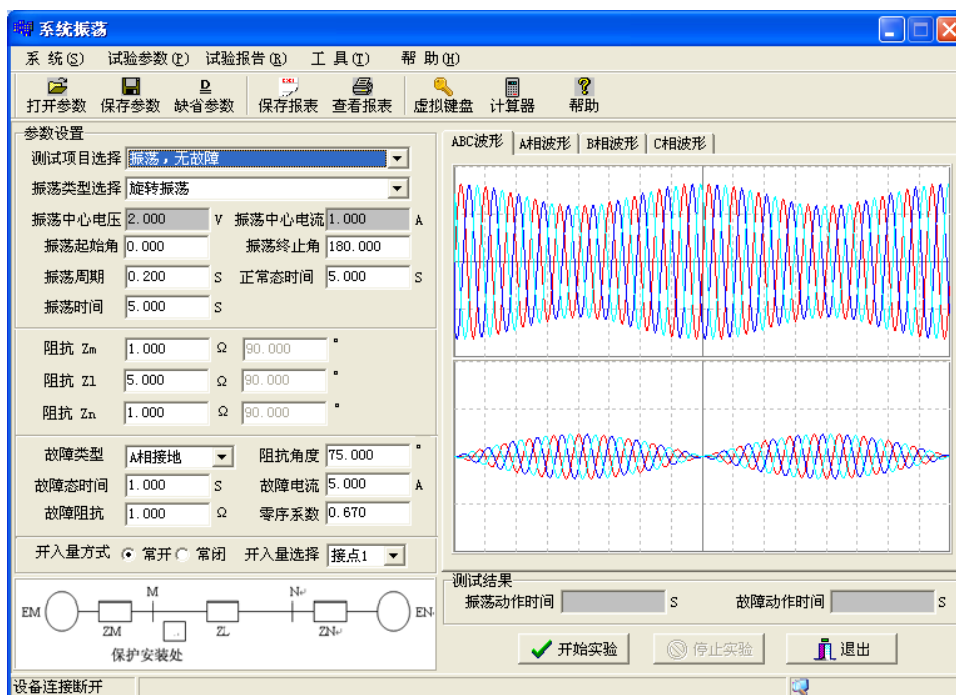 系统振荡
系 统(S) 试验参数(P) 试验报告(R) 工 具(T) 帮 助(H)
打开参数 保存参数 缺省参数 保存报表 查看报表 虚拟键盘 计算器 帮助
参数设置
测试项目选择 振荡，无故障
振荡类型选择 旋转振荡
振荡中心电压 2.000 V 振荡中心电流 1.000 A
振荡起始角 0.000 振荡终止角 180.000
振荡周期 0.200 S 正常态时间 5.000 S
振荡时间 5.000 S
阻抗 Zm 1.000 Ω 90.000 °
阻抗 Zl 5.000 Ω 90.000 °
阻抗 Zn 1.000 Ω 90.000 °
故障类型 A相接地 阻抗角度 75.000 °
故障态时间 1.000 S 故障电流 5.000 A
故障阻抗 1.000 Ω 零序系数 0.670
开入量方式 常开 常闭 开入量选择 接点1
EM M N EN
ZM ZL ZN
保护安装处
ABC波形 A相波形 B相波形 C相波形
测试结果
振荡动作时间 S 故障动作时间 S
开始实验 停止实验 退出
设备连接断开